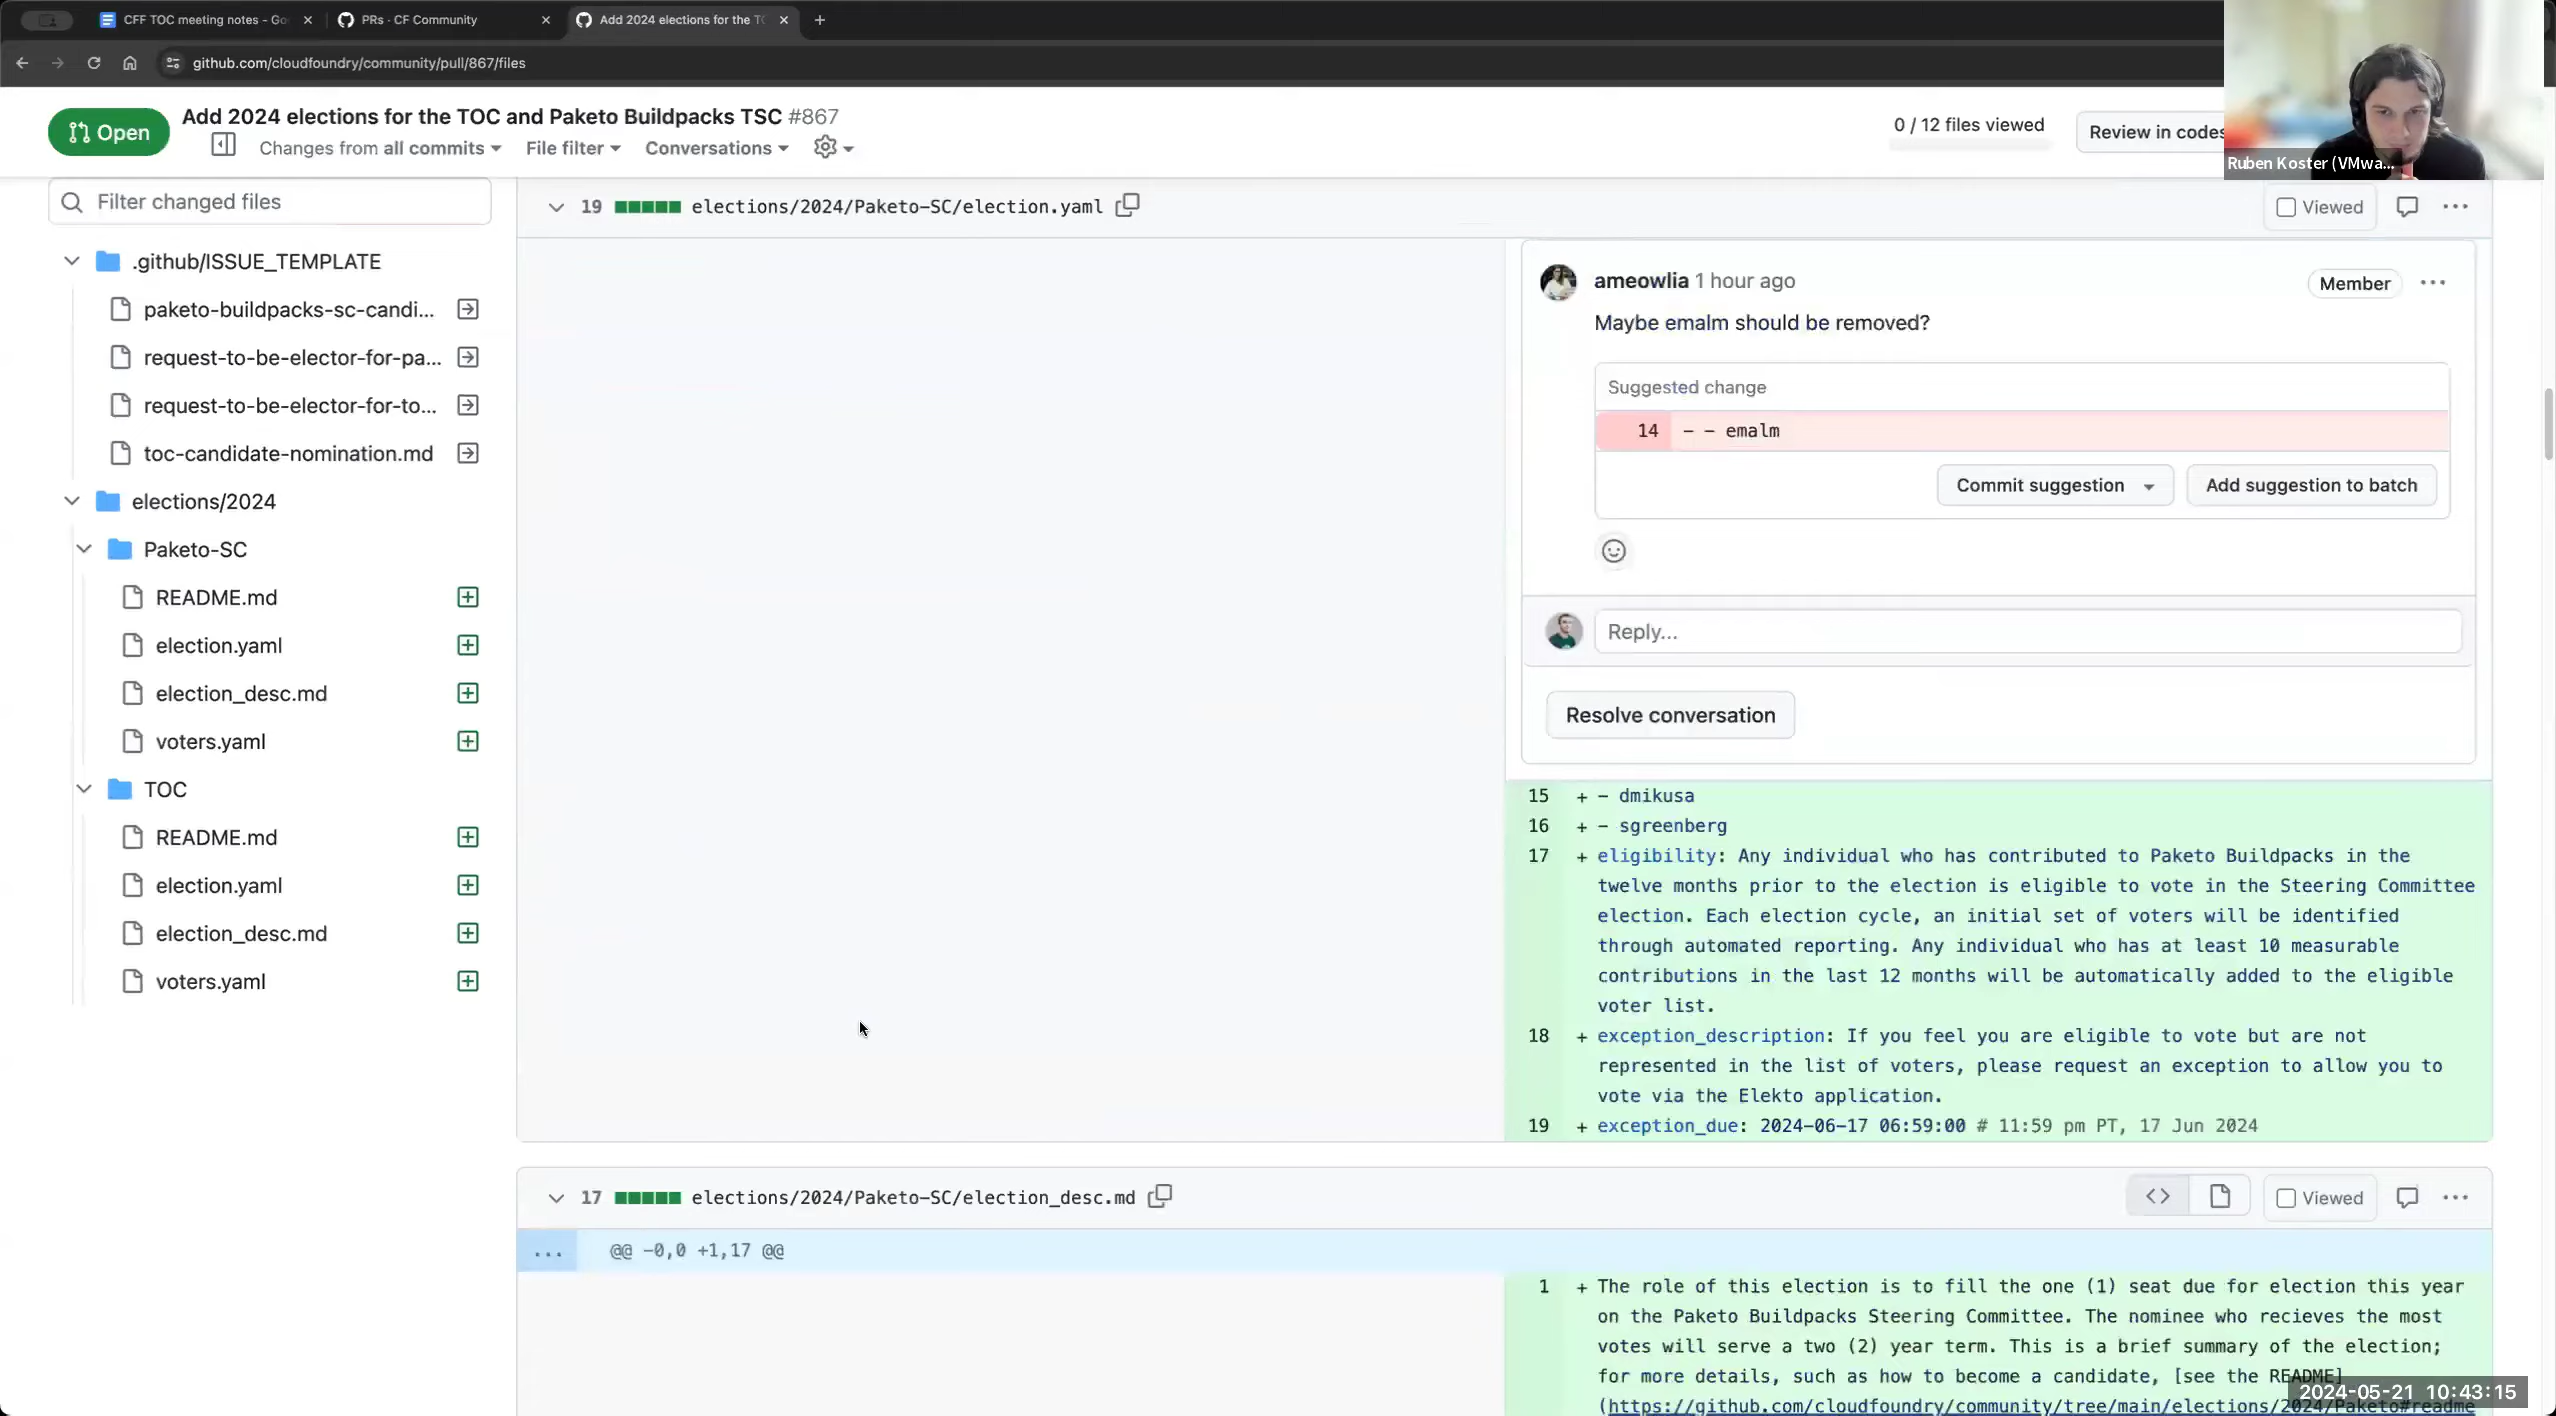 CFF TOC meeting notes - Go
PRs · CF Community
Add 2024 elections for the TO
github.com/cloudfoundry/community/pull/867/files
Open
Add 2024 elections for the TOC and Paketo Buildpacks TSC #867
Changes from all commits
File filter
Conversations
0 / 12 files viewed
Review in codes
Ruben Koster (VMwa...
Filter changed files
.github/ISSUE_TEMPLATE
paketo-buildpacks-sc-candi...
request-to-be-elector-for-pa...
request-to-be-elector-for-to...
toc-candidate-nomination.md
elections/2024
Paketo-SC
README.md
election.yaml
election_desc.md
voters.yaml
TOC
README.md
election.yaml
election_desc.md
voters.yaml
19 elections/2024/Paketo-SC/election.yaml
Viewed
ameowlia 1 hour ago
Member
Maybe emalm should be removed?
Suggested change
14 - - emalm
Commit suggestion
Add suggestion to batch
Reply...
Resolve conversation
15 + - dmikusa
16 + - sgreenberg
17 + eligibility: Any individual who has contributed to Paketo Buildpacks in the
twelve months prior to the election is eligible to vote in the Steering Committee
election. Each election cycle, an initial set of voters will be identified
through automated reporting. Any individual who has at least 10 measurable
contributions in the last 12 months will be automatically added to the eligible
voter list.
18 + exception_description: If you feel you are eligible to vote but are not
represented in the list of voters, please request an exception to allow you to
vote via the Elekto application.
19 + exception_due: 2024-06-17 06:59:00 # 11:59 pm PT, 17 Jun 2024
17 elections/2024/Paketo-SC/election_desc.md
Viewed
... @@ -0,0 +1,17 @@
1 + The role of this election is to fill the one (1) seat due for election this year
on the Paketo Buildpacks Steering Committee. The nominee who recieves the most
votes will serve a two (2) year term. This is a brief summary of the election;
for more details, such as how to become a candidate, [see the README]
(https://github.com/cloudfoundry/community/tree/main/elections/2024/Paketo#readme
2024-05-21 10:43:15